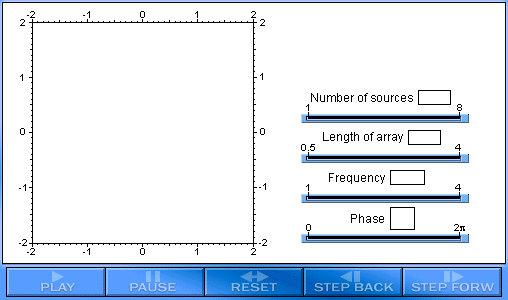 -2 -1 0 1 2
2 2
1 1
0 0
-1 -1
-2 -2
-2 -1 0 1 2
Number of sources
1 8
Length of array
0.5 4
Frequency
1 4
Phase
0 2π
PLAY PAUSE RESET STEP BACK STEP FORW